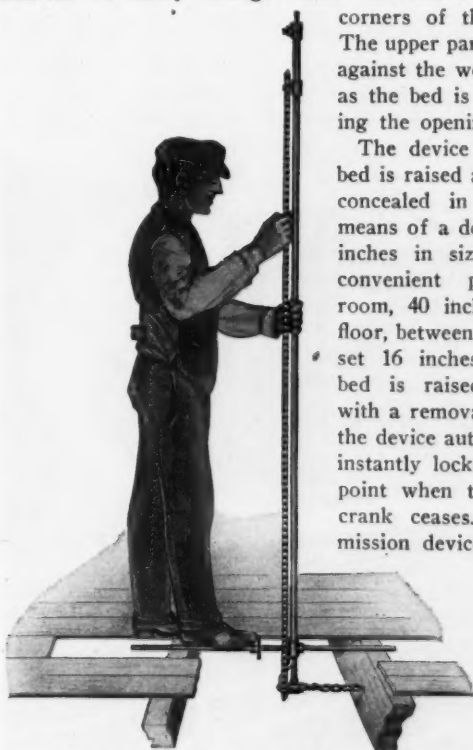 corners of th
The upper par
against the w
as the bed is
ing the openin
The device
bed is raised a
concealed in
means of a d
inches in siz
convenient p
room, 40 inc
floor, between
set 16 inches
bed is raise
with a remova
the device aut
instantly lock
point when t
crank ceases.
mission devic